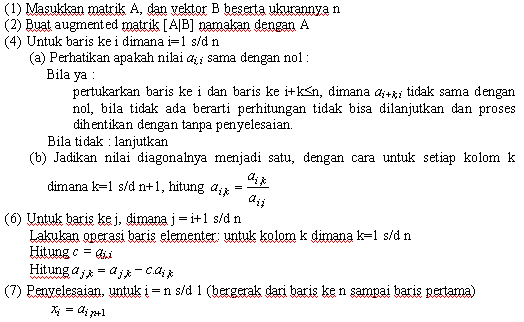 (1) Masukkan matrik A, dan vektor B beserta ukurannya n
(2) Buat augmented matrik [A|B] namakan dengan A
(4) Untuk baris ke i dimana i=1 s/d n
(a) Perhatikan apakah nilai a_{i,i} sama dengan nol :
Bila ya :
pertukarkan baris ke i dan baris ke i+k≤n, dimana a_{i+k,i} tidak sama dengan
nol, bila tidak ada berarti perhitungan tidak bisa dilanjutkan dan proses
dihentikan dengan tanpa penyelesaian.
Bila tidak : lanjutkan
(b) Jadikan nilai diagonalnya menjadi satu, dengan cara untuk setiap kolom k
dimana k=1 s/d n+1, hitung a_{i,k} = a_{i,k} / a_{i,i}
(6) Untuk baris ke j, dimana j = i+1 s/d n
Lakukan operasi baris elementer: untuk kolom k dimana k=1 s/d n
Hitung c = a_{j,i}
Hitung a_{j,k} = a_{j,k} − c.a_{i,k}
(7) Penyelesaian, untuk i = n s/d 1 (bergerak dari baris ke n sampai baris pertama)
x_i = a_{i,n+1}